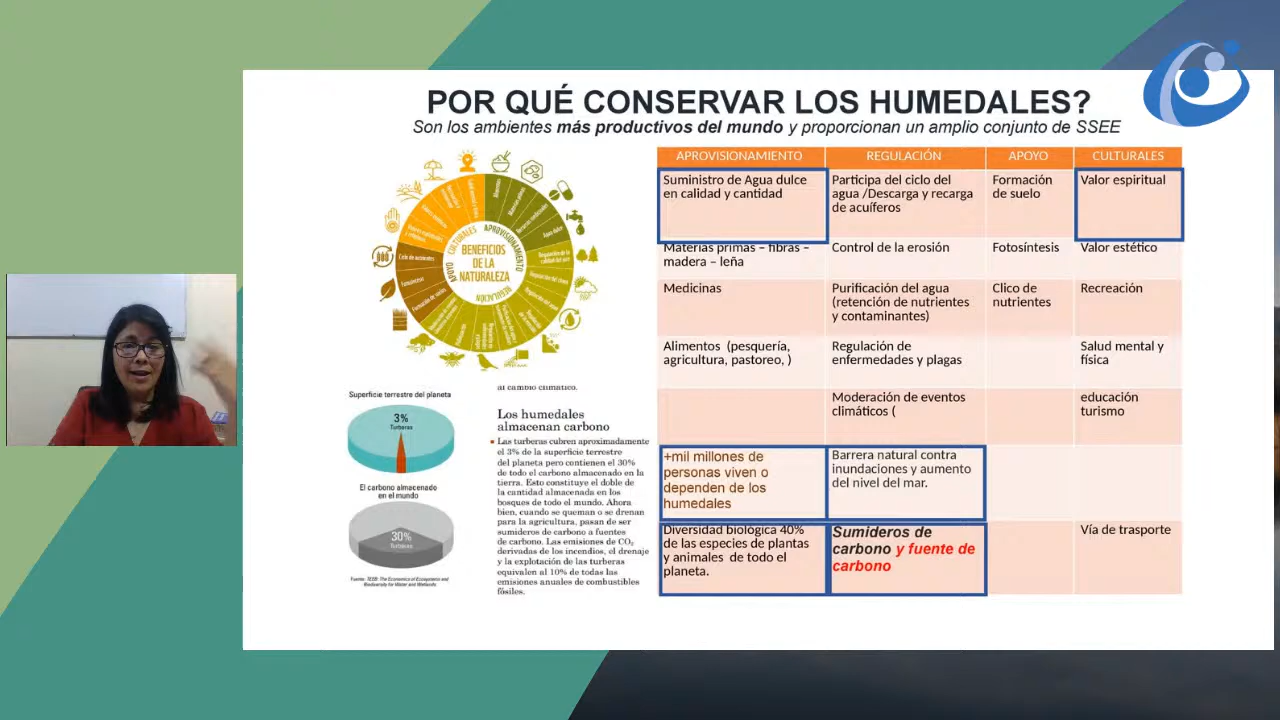 POR QUÉ CONSERVAR LOS HUMEDALES?
Son los ambientes más productivos del mundo y proporcionan un amplio conjunto de SSEE
BENEFICIOS
DE LA
NATURALEZA
CULTURALES
APROVISIONAMIENTO
REGULACIÓN
APOYO
Superficie terrestre del planeta
3%
Turberas
El carbono almacenado
en el mundo
30%
Turberas
Fuente: TEEB: The Economics of Ecosystems and
Biodiversity for Water and Wetlands
al cambio climático.
Los humedales
almacenan carbono
Las turberas cubren aproximadamente
el 3% de la superficie terrestre
del planeta pero contienen el 30%
de todo el carbono almacenado en la
tierra. Esto constituye el doble de
la cantidad almacenada en los
bosques de todo el mundo. Ahora
bien, cuando se queman o se drenan
para la agricultura, pasan de ser
sumideros de carbono a fuentes
de carbono. Las emisiones de CO₂
derivadas de los incendios, el drenaje
y la explotación de las turberas
equivalen al 10% de todas las
emisiones anuales de combustibles
fósiles.
APROVISIONAMIENTO REGULACIÓN APOYO CULTURALES
Suministro de Agua dulce
en calidad y cantidad
Participa del ciclo del
agua /Descarga y recarga
de acuíferos
Formación
de suelo
Valor espiritual
Materias primas – fibras –
madera – leña
Control de la erosión
Fotosíntesis
Valor estético
Medicinas
Purificación del agua
(retención de nutrientes
y contaminantes)
Clico de
nutrientes
Recreación
Alimentos (pesquería,
agricultura, pastoreo, )
Regulación de
enfermedades y plagas
Salud mental y
física
Moderación de eventos
climáticos (
educación
turismo
+mil millones de
personas viven o
dependen de los
humedales
Barrera natural contra
inundaciones y aumento
del nivel del mar.
Diversidad biológica 40%
de las especies de plantas
y animales de todo el
planeta.
Sumideros de
carbono y fuente de
carbono
Vía de trasporte